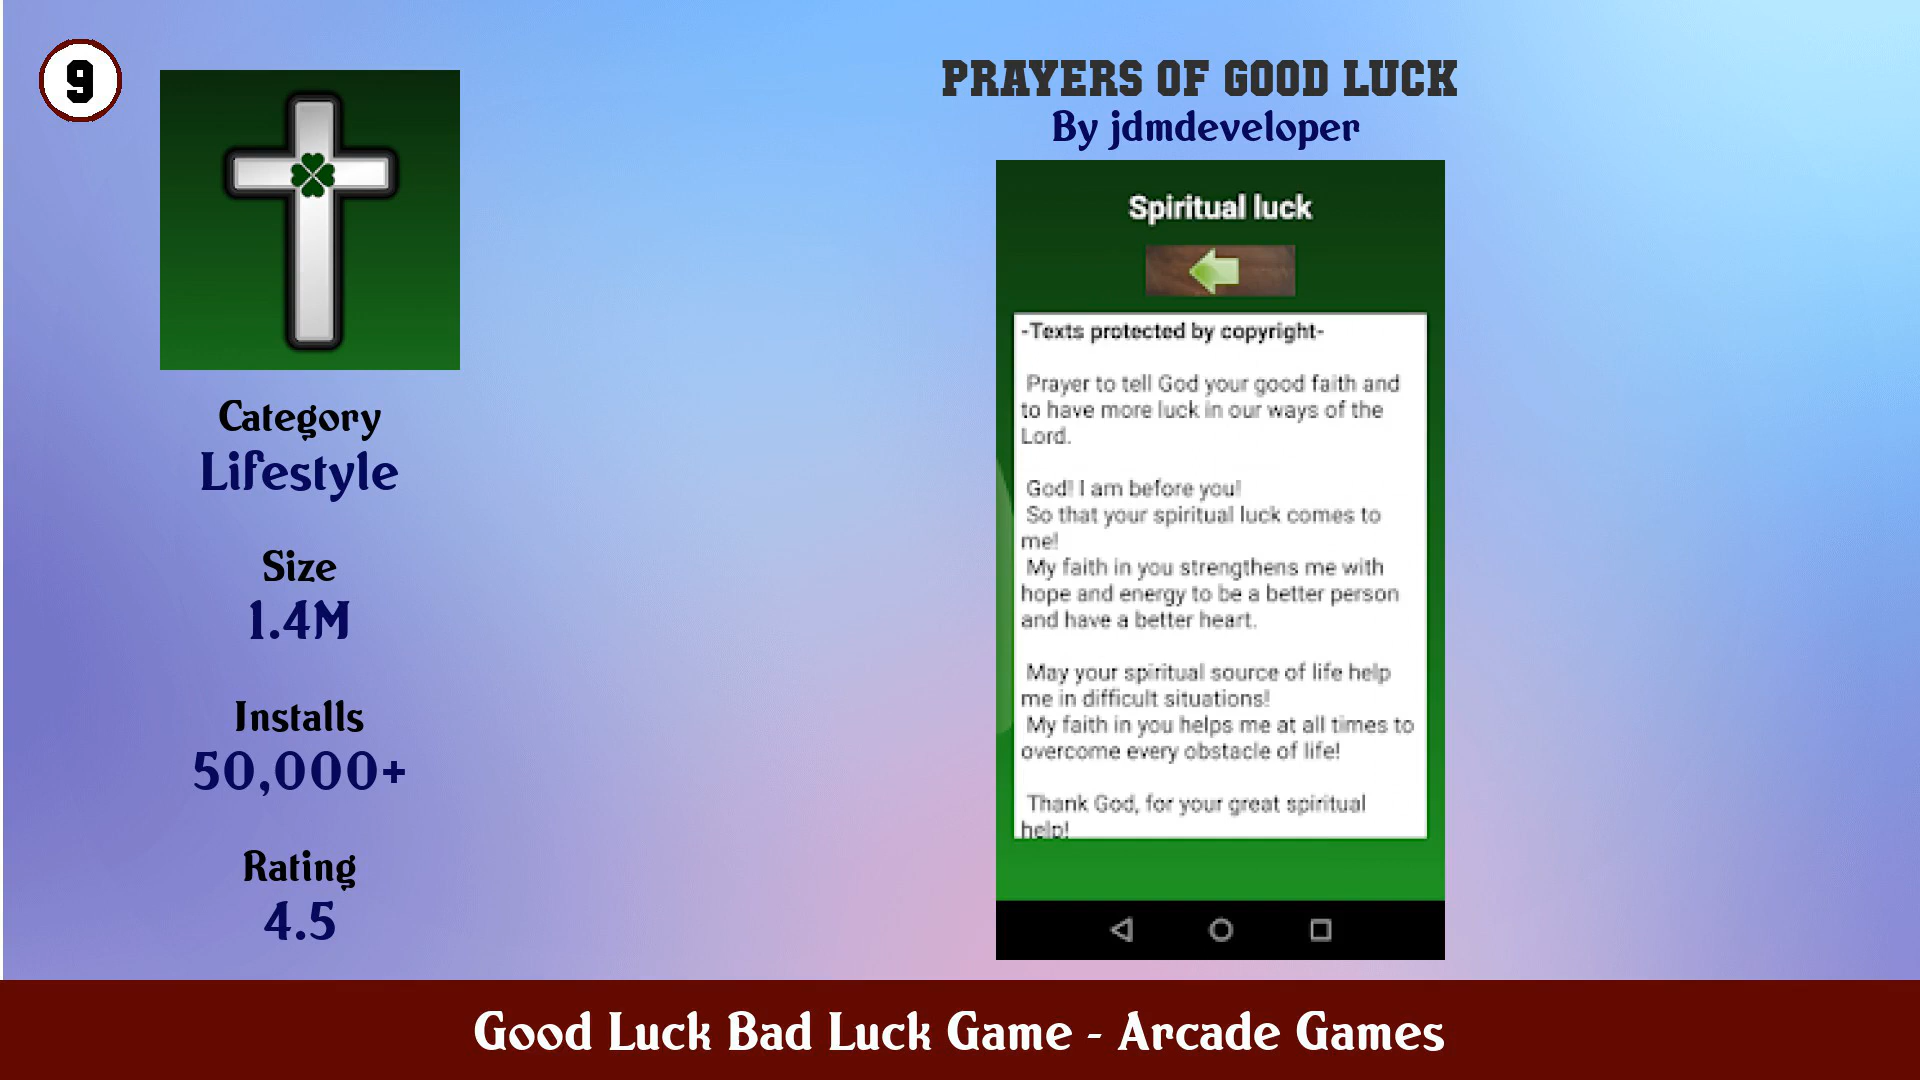 9
Category
Lifestyle
Size
1.4M
Installs
50,000+
Rating
4.5
PRAYERS OF GOOD LUCK
By jdmdeveloper
Spiritual luck
-Texts protected by copyright-
Prayer to tell God your good faith and
to have more luck in our ways of the
Lord.
God! I am before you!
So that your spiritual luck comes to
me!
My faith in you strengthens me with
hope and energy to be a better person
and have a better heart.
May your spiritual source of life help
me in difficult situations!
My faith in you helps me at all times to
overcome every obstacle of life!
Thank God, for your great spiritual
help!
Good Luck Bad Luck Game - Arcade Games